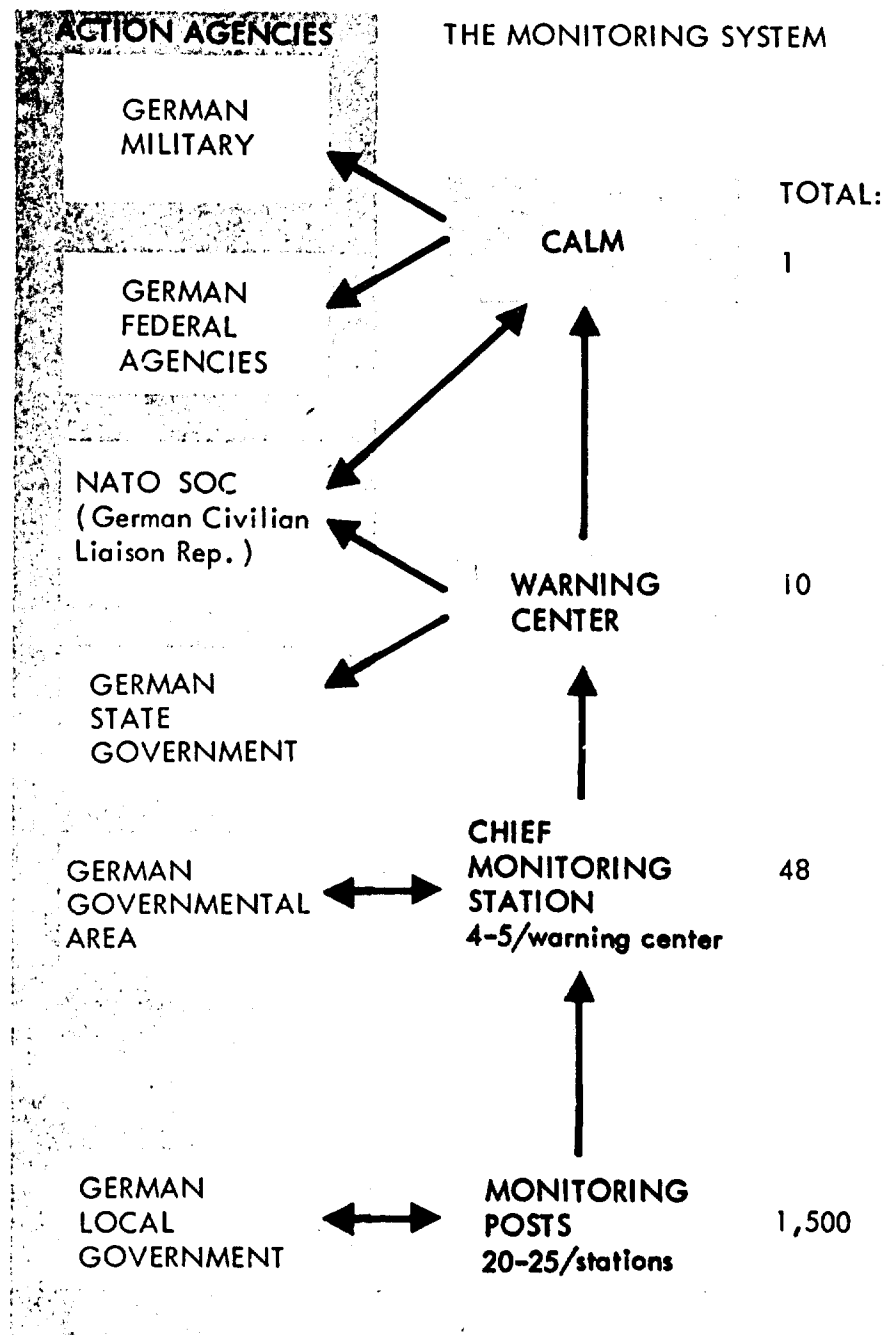 ACTION AGENCIES
THE MONITORING SYSTEM
GERMAN
MILITARY
TOTAL:
CALM
1
GERMAN
FEDERAL
AGENCIES
NATO SOC
(German Civilian
Liaison Rep.)
WARNING
CENTER
10
GERMAN
STATE
GOVERNMENT
CHIEF
MONITORING
STATION
4-5/warning center
48
GERMAN
GOVERNMENTAL
AREA
GERMAN
LOCAL
GOVERNMENT
MONITORING
POSTS
20-25/stations
1,500